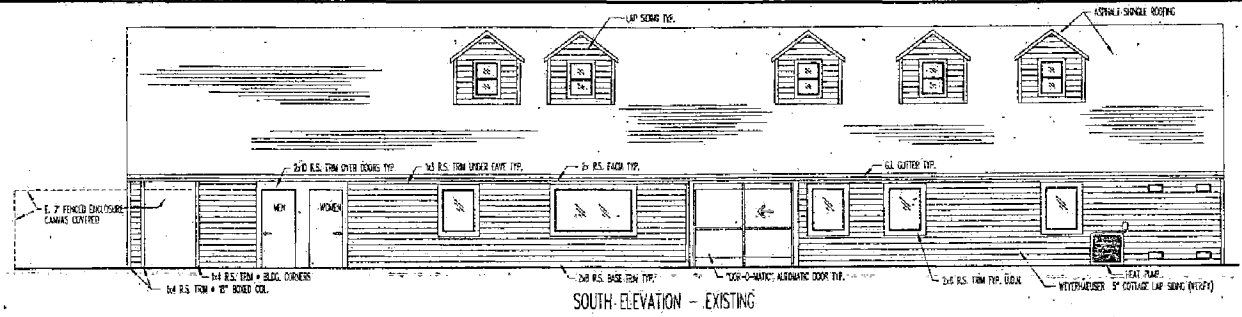 LAP SIDING TYP.
ASPHALT SHINGLE ROOFING
2x10 R.S. TRIM OVER DOORS TYP.
1x3 R.S. TRIM UNDER EAVE TYP.
2x R.S. FACIA TYP.
G.I. GUTTER TYP.
E. 7' FENCED ENCLOSURE
CANVAS COVERED
MEN
WOMEN
1x4 R.S. TRIM @ BLDG. CORNERS
1x4 R.S. TRIM @ 18" BOXED COL.
2x8 R.S. BASE TRIM TYP.
"DOR-O-MATIC" AUTOMATIC DOOR TYP.
2x6 R.S. TRIM TYP. U.O.N.
HEAT PUMP
WEYERHAEUSER 5" COTTAGE LAP SIDING (VERIFY)
SOUTH ELEVATION - EXISTING